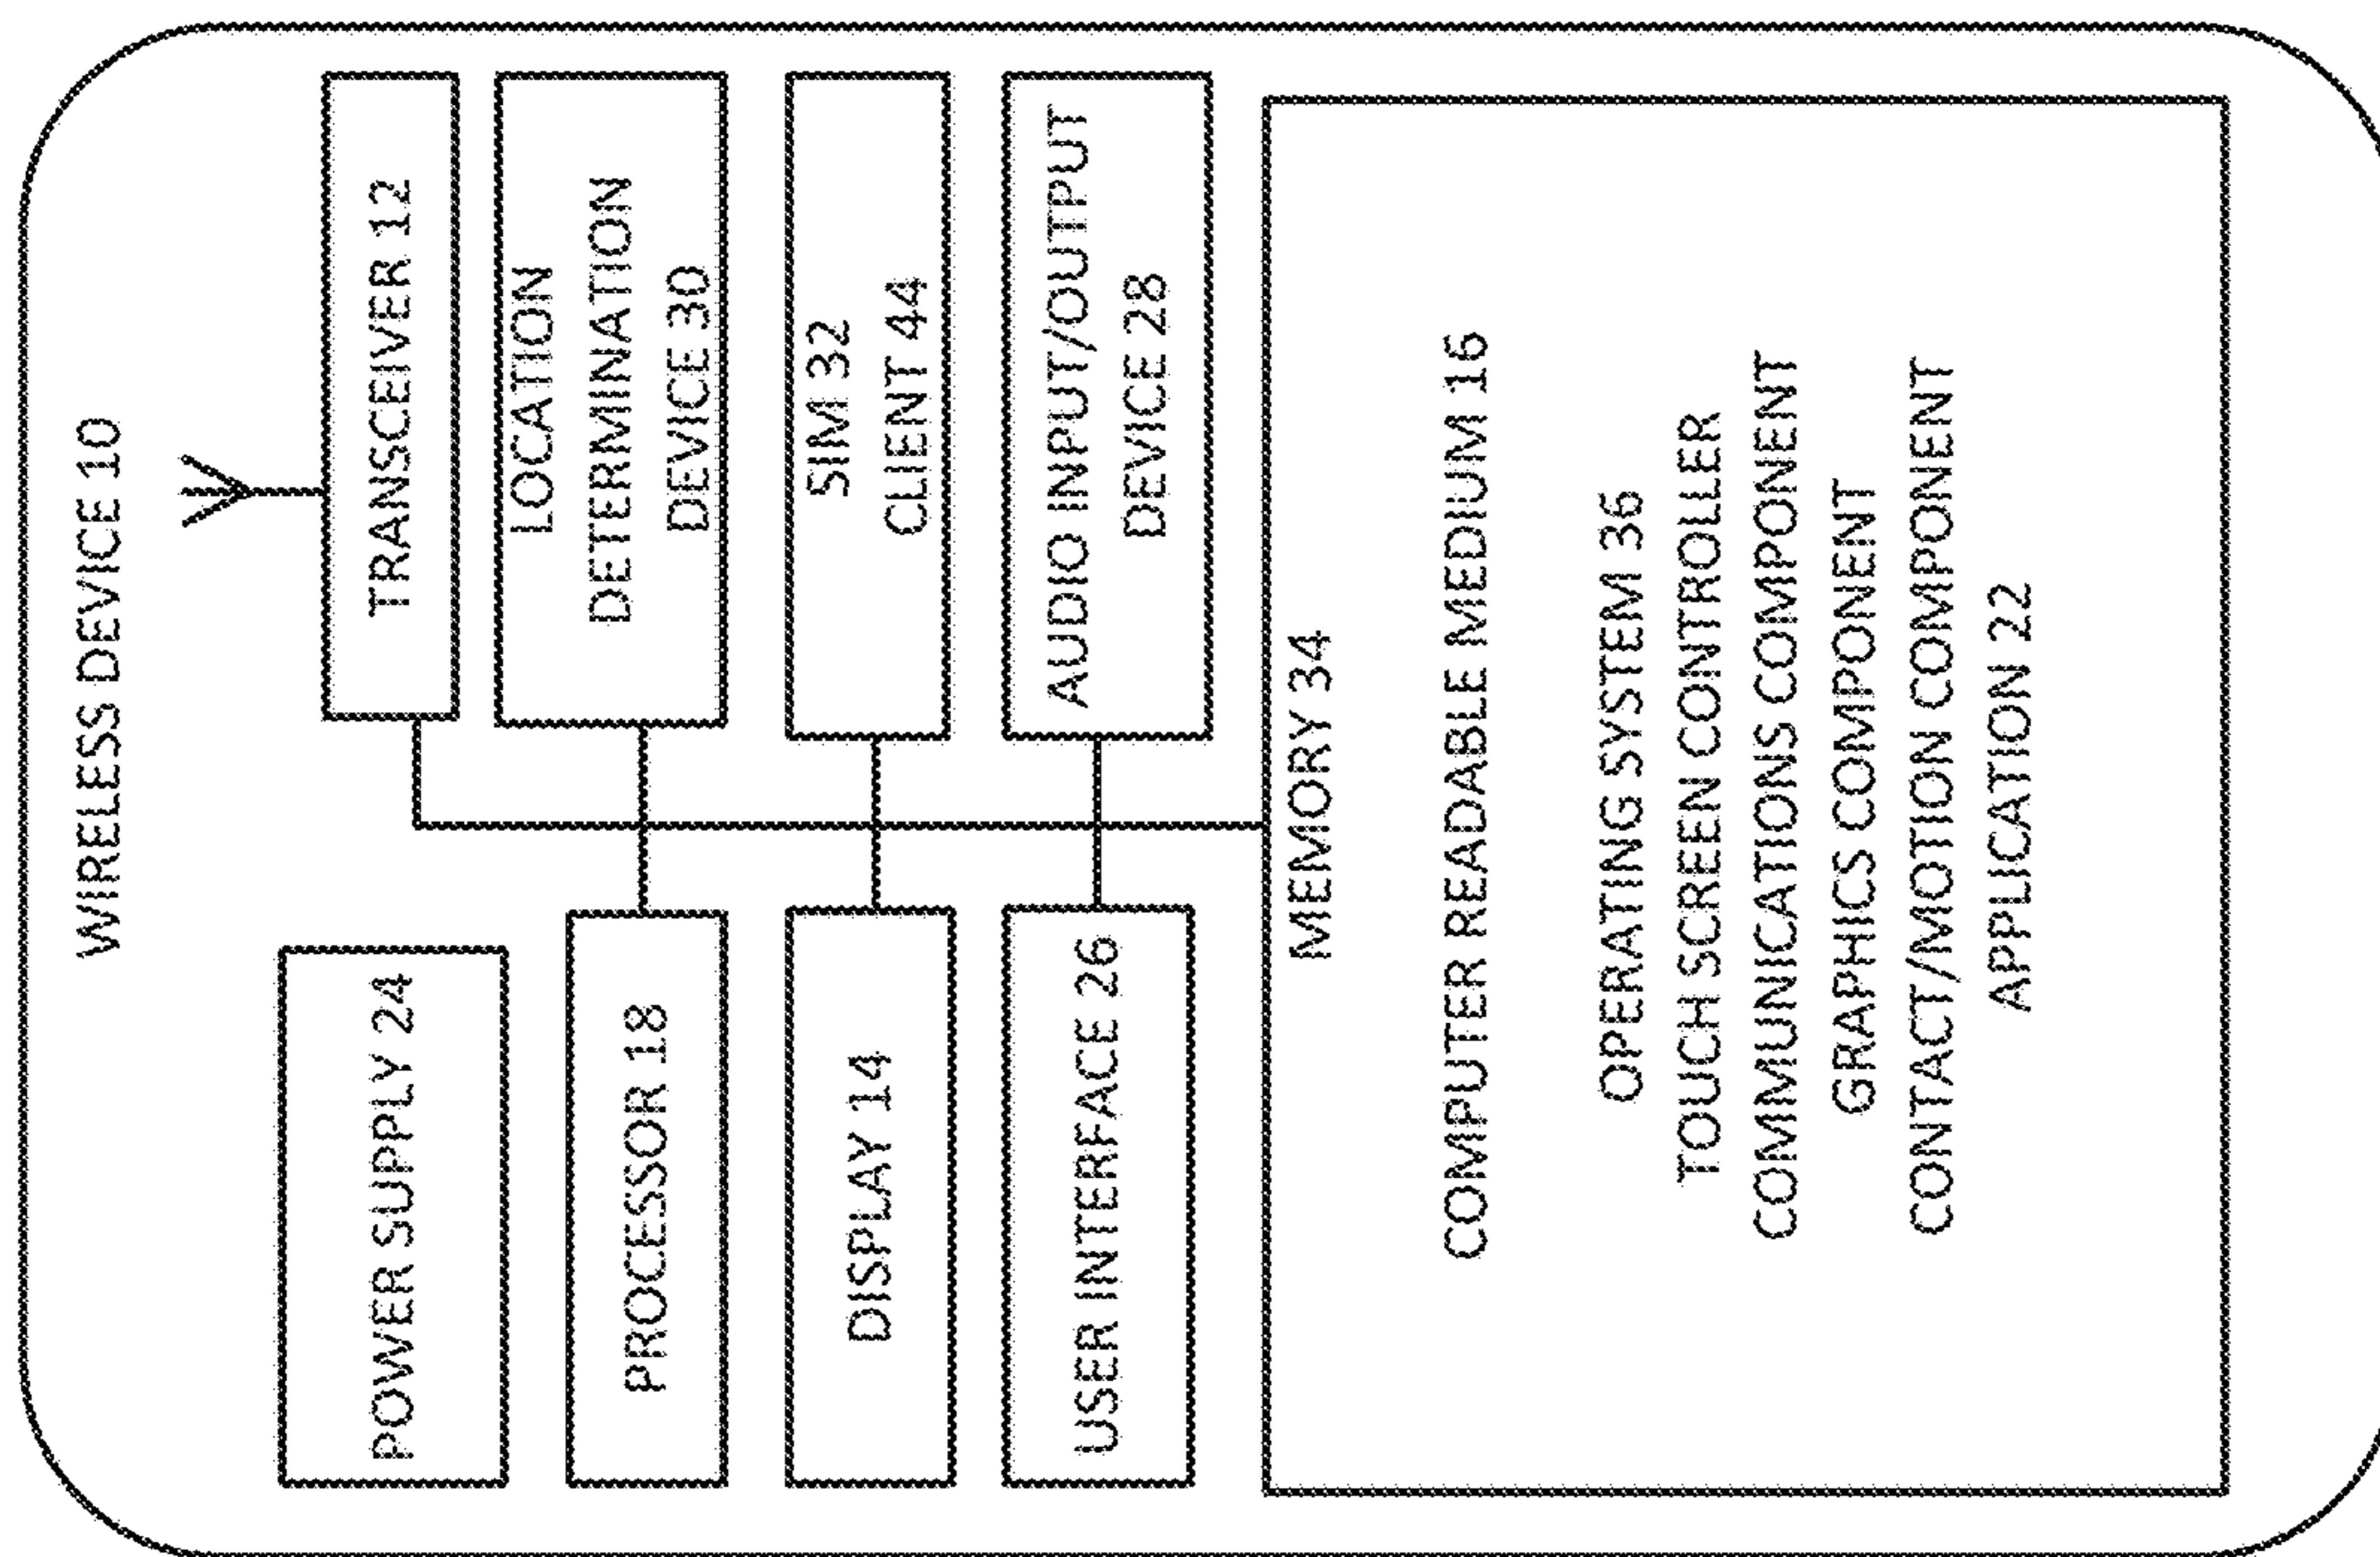 WIRELESS DEVICE 10
POWER SUPPLY 24
TRANSCEIVER 12
PROCESSOR 18
LOCATION
DETERMINATION
DEVICE 30
DISPLAY 14
SIM 32
CLIENT 44
USER INTERFACE 26
AUDIO INPUT/OUTPUT
DEVICE 28
MEMORY 34
COMPUTER READABLE MEDIUM 16
OPERATING SYSTEM 36
TOUCH SCREEN CONTROLLER
COMMUNICATIONS COMPONENT
GRAPHICS COMPONENT
CONTACT/MOTION COMPONENT
APPLICATION 22